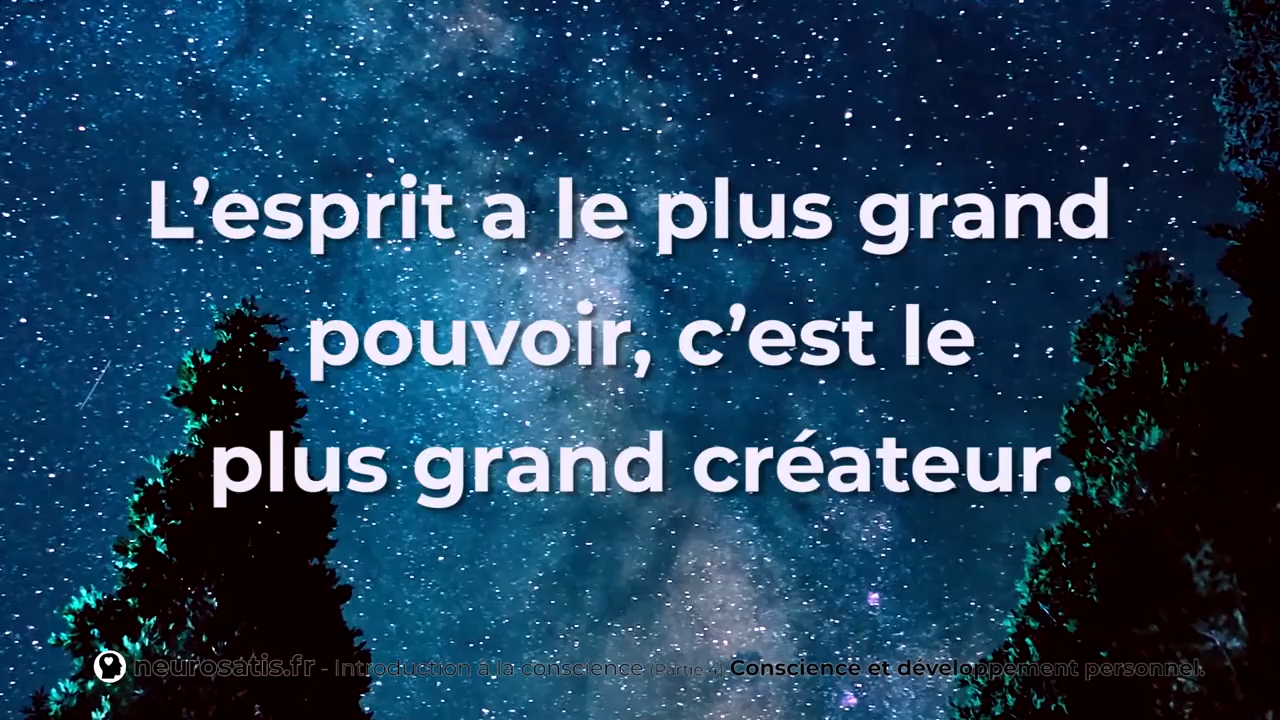 L’esprit a le plus grand
pouvoir, c’est le
plus grand créateur.
neurosatis.fr - Introduction à la conscience (Partie 4) Conscience et développement personnel.